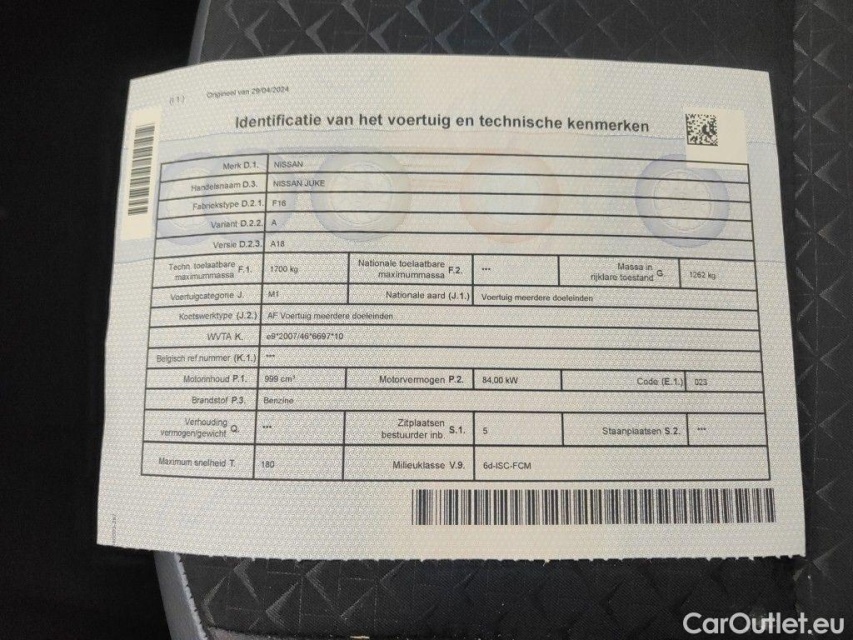 (11) Origineel van 29/04/2024
Identificatie van het voertuig en technische kenmerken
Merk D.1. NISSAN
Handelsnaam D.3. NISSAN JUKE
Fabriekstype D.2.1. F16
Variant D.2.2. A
Versie D.2.3. A18
Techn. toelaatbare maximummassa F.1. 1700 kg Nationale toelaatbare maximummassa F.2. *** Massa in rijklare toestand G. 1262 kg
Voertuigcategorie J. M1 Nationale aard (J.1.) Voertuig meerdere doeleinden
Koetswerktype (J.2.) AF Voertuig meerdere doeleinden
WVTA K. e9*2007/46*6697*10
Belgisch ref.nummer (K.1.) ***
Motorinhoud P.1. 999 cm³ Motorvermogen P.2. 84,00 kW Code (E.1.) 023
Brandstof P.3. Benzine
Verhouding vermogen/gewicht Q. *** Zitplaatsen bestuurder inb. S.1. 5 Staanplaatsen S.2. ***
Maximum snelheid T. 180 Milieuklasse V.9. 6d-ISC-FCM
CarOutlet.eu